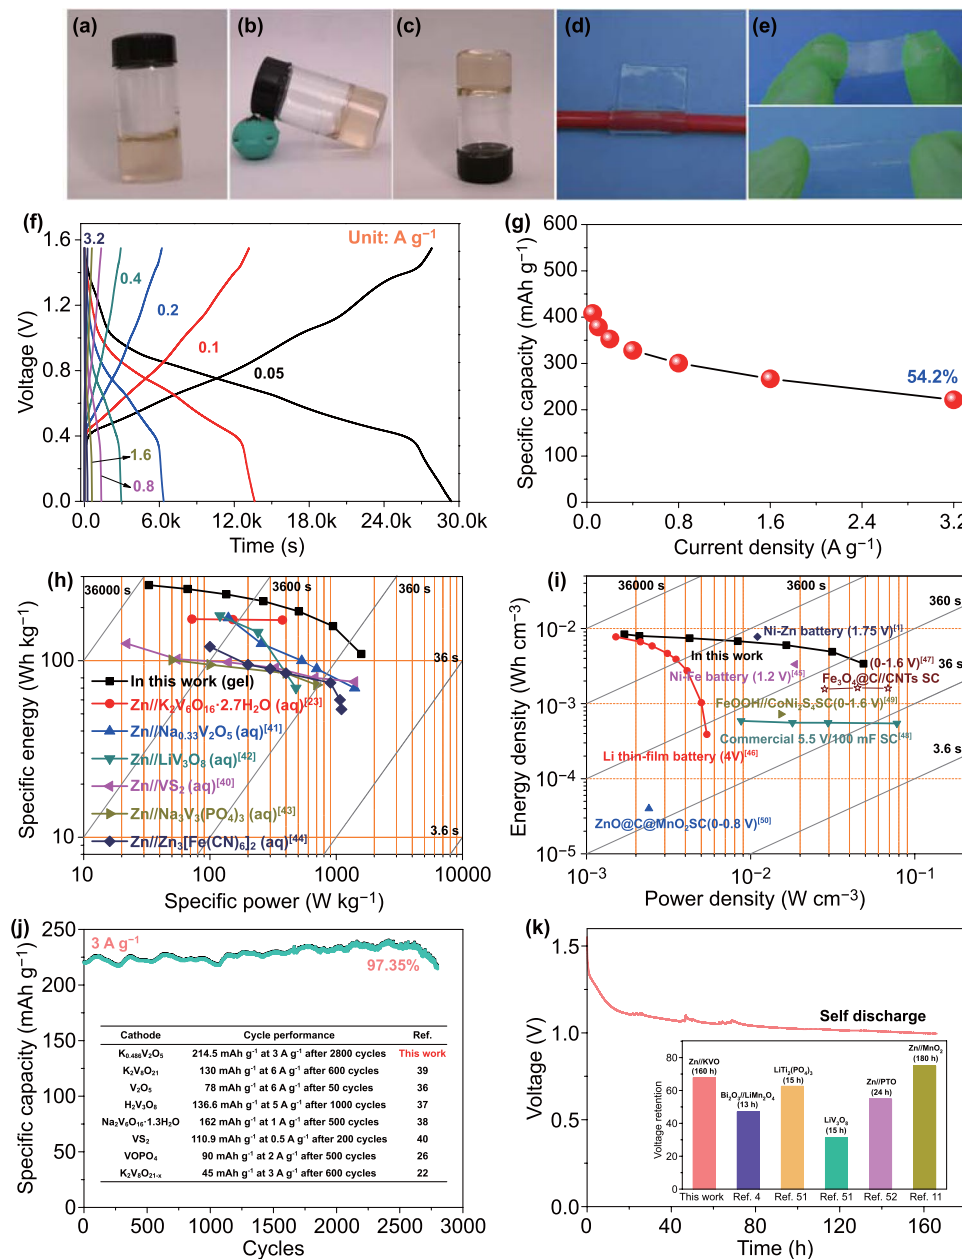 (a)
(b)
(c)
(d)
(e)
(f)
Unit: A g⁻¹
3.2
0.4
0.2
0.1
0.05
1.6
0.8
Voltage (V)
1.6
1.2
0.8
0.4
0.0
0.0 6.0k 12.0k 18.0k 24.0k 30.0k
Time (s)
(g)
Specific capacity (mAh g⁻¹)
600
500
400
300
200
100
0
54.2%
0.0 0.8 1.6 2.4 3.2
Current density (A g⁻¹)
(h)
36000 s
3600 s
360 s
36 s
3.6 s
Specific energy (Wh kg⁻¹)
100
10
In this work (gel)
Zn//K₂V₆O₁₆·2.7H₂O (aq)[23]
Zn//Na₀.₃₃V₂O₅ (aq)[41]
Zn//LiV₃O₈ (aq)[42]
Zn//VS₂ (aq)[40]
Zn//Na₃V₃(PO₄)₃ (aq)[43]
Zn//Zn₃[Fe(CN)₆]₂ (aq)[44]
10 100 1000 10000
Specific power (W kg⁻¹)
(i)
36000 s
3600 s
360 s
36 s
3.6 s
Energy density (Wh cm⁻³)
10⁻²
10⁻³
10⁻⁴
10⁻⁵
Ni-Zn battery (1.75 V)[1]
In this work
(0-1.6 V)[47]
Ni-Fe battery (1.2 V)[45]
Fe₃O₄@C//CNTs SC
FeOOH//CoNi₂S₄SC(0-1.6 V)[49]
Commercial 5.5 V/100 mF SC[48]
Li thin-film battery (4V)[46]
ZnO@C@MnO₂SC(0-0.8 V)[50]
10⁻³ 10⁻² 10⁻¹
Power density (W cm⁻³)
(j)
3 A g⁻¹
97.35%
Specific capacity (mAh g⁻¹)
250
200
150
100
50
0
Cathode Cycle performance Ref.
K₀.₄₈₆V₂O₅ 214.5 mAh g⁻¹ at 3 A g⁻¹ after 2800 cycles This work
K₂V₈O₂₁ 130 mAh g⁻¹ at 6 A g⁻¹ after 600 cycles 39
V₂O₅ 78 mAh g⁻¹ at 6 A g⁻¹ after 50 cycles 36
H₂V₃O₈ 136.6 mAh g⁻¹ at 5 A g⁻¹ after 1000 cycles 37
Na₂V₆O₁₆·1.3H₂O 162 mAh g⁻¹ at 1 A g⁻¹ after 500 cycles 38
VS₂ 110.9 mAh g⁻¹ at 0.5 A g⁻¹ after 200 cycles 40
VOPO₄ 90 mAh g⁻¹ at 2 A g⁻¹ after 500 cycles 26
K₂V₈O₂₁₋ₓ 45 mAh g⁻¹ at 3 A g⁻¹ after 600 cycles 22
0 500 1000 1500 2000 2500 3000
Cycles
(k)
Voltage (V)
1.5
1.0
0.5
0.0
Self discharge
Voltage retention
80
60
40
20
0
Zn//KVO
(160 h)
Bi₂O₃//LiMn₂O₄
(13 h)
LiTi₂(PO₄)₃
(15 h)
LiV₃O₈
(15 h)
Zn//PTO
(24 h)
Zn//MnO₂
(180 h)
This work Ref. 4 Ref. 51 Ref. 51 Ref. 52 Ref. 11
0 40 80 120 160
Time (h)